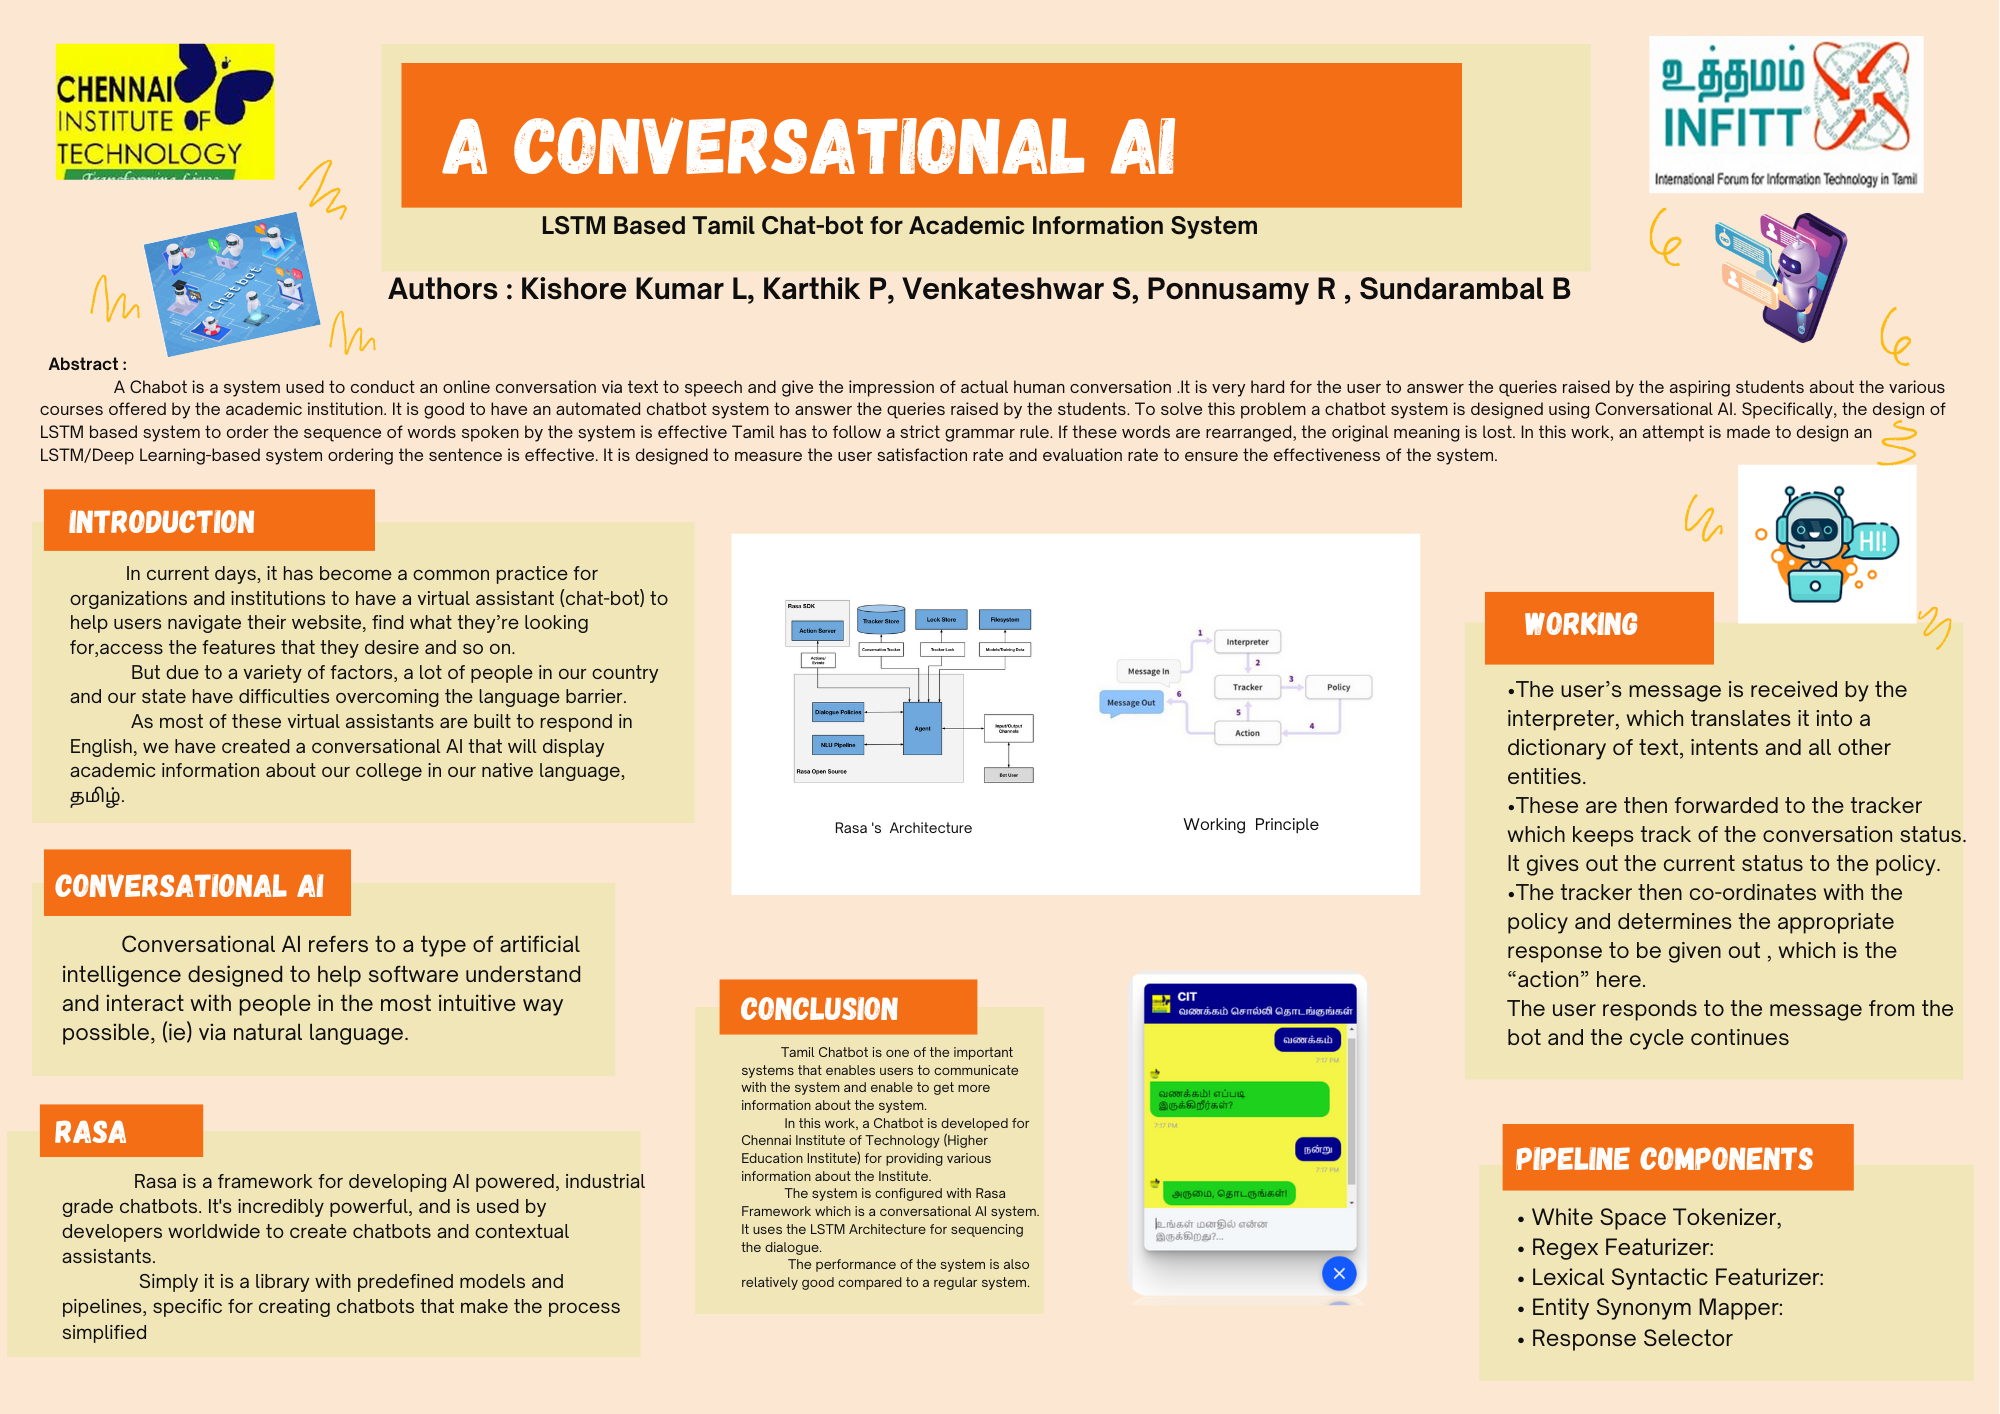 CHENNAI
INSTITUTE OF
TECHNOLOGY
Transforming Lives
A CONVERSATIONAL AI
LSTM Based Tamil Chat-bot for Academic Information System
Authors : Kishore Kumar L, Karthik P, Venkateshwar S, Ponnusamy R , Sundarambal B
உத்தமம்
INFITT
International Forum for Information Technology in Tamil
Chatbot
Abstract :
A Chabot is a system used to conduct an online conversation via text to speech and give the impression of actual human conversation .It is very hard for the user to answer the queries raised by the aspiring students about the various
courses offered by the academic institution. It is good to have an automated chatbot system to answer the queries raised by the students. To solve this problem a chatbot system is designed using Conversational AI. Specifically, the design of
LSTM based system to order the sequence of words spoken by the system is effective Tamil has to follow a strict grammar rule. If these words are rearranged, the original meaning is lost. In this work, an attempt is made to design an
LSTM/Deep Learning-based system ordering the sentence is effective. It is designed to measure the user satisfaction rate and evaluation rate to ensure the effectiveness of the system.
INTRODUCTION
In current days, it has become a common practice for
organizations and institutions to have a virtual assistant (chat-bot) to
help users navigate their website, find what they're looking
for,access the features that they desire and so on.
But due to a variety of factors, a lot of people in our country
and our state have difficulties overcoming the language barrier.
As most of these virtual assistants are built to respond in
English, we have created a conversational AI that will display
academic information about our college in our native language,
தமிழ்.
CONVERSATIONAL AI
Conversational AI refers to a type of artificial
intelligence designed to help software understand
and interact with people in the most intuitive way
possible, (ie) via natural language.
RASA
Rasa is a framework for developing AI powered, industrial
grade chatbots. It's incredibly powerful, and is used by
developers worldwide to create chatbots and contextual
assistants.
Simply it is a library with predefined models and
pipelines, specific for creating chatbots that make the process
simplified
Rasa SDK
Action Server
Tracker Store
Lock Store
Filesystem
Actions/
Events
Conversation Tracker
Tracker Lock
Models/Training Data
Dialogue Policies
NLU Pipeline
Agent
Input/Output
Channels
Rasa Open Source
Bot User
Rasa 's Architecture
1
Interpreter
2
Message In
Tracker
3
Policy
6
Message Out
5
Action
4
Working Principle
CONCLUSION
Tamil Chatbot is one of the important
systems that enables users to communicate
with the system and enable to get more
information about the system.
In this work, a Chatbot is developed for
Chennai Institute of Technology (Higher
Education Institute) for providing various
information about the Institute.
The system is configured with Rasa
Framework which is a conversational AI system.
It uses the LSTM Architecture for sequencing
the dialogue.
The performance of the system is also
relatively good compared to a regular system.
CIT
வணக்கம் சொல்லி தொடங்குங்கள்
வணக்கம்
7:17 PM
வணக்கம்! எப்படி
இருக்கிறீர்கள்?
7:17 PM
நன்று
7:17 PM
அருமை, தொடருங்கள்!
உங்கள் மனதில் என்ன
இருக்கிறது?...
HI!
WORKING
•The user's message is received by the
interpreter, which translates it into a
dictionary of text, intents and all other
entities.
•These are then forwarded to the tracker
which keeps track of the conversation status.
It gives out the current status to the policy.
•The tracker then co-ordinates with the
policy and determines the appropriate
response to be given out , which is the
“action” here.
The user responds to the message from the
bot and the cycle continues
PIPELINE COMPONENTS
• White Space Tokenizer,
• Regex Featurizer:
• Lexical Syntactic Featurizer:
• Entity Synonym Mapper:
• Response Selector